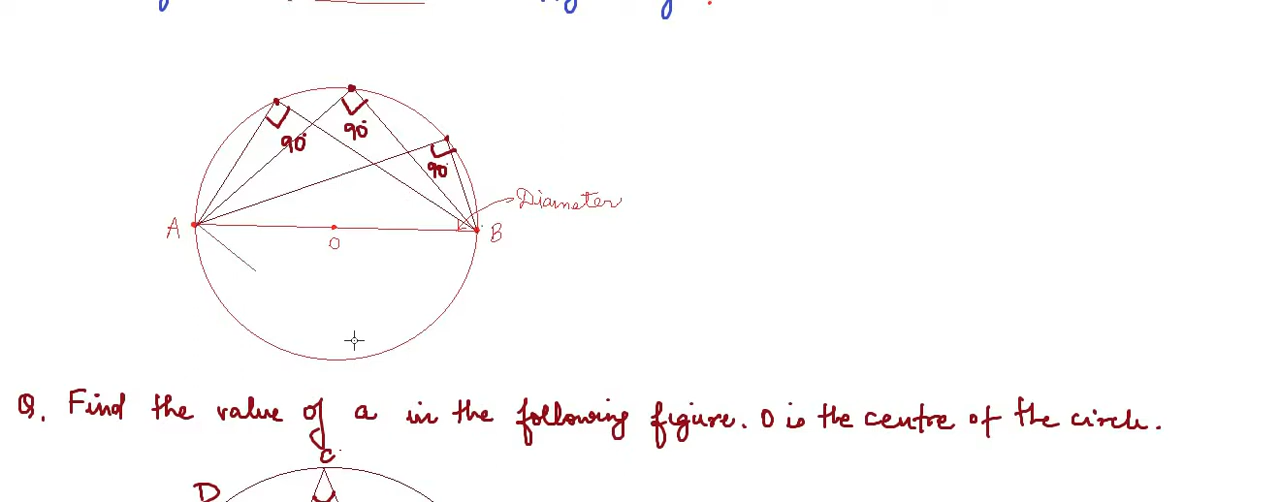 90°
90°
90°
Diameter
A
O
B
Q. Find the value of a in the following figure. O is the centre of the circle.
C
D